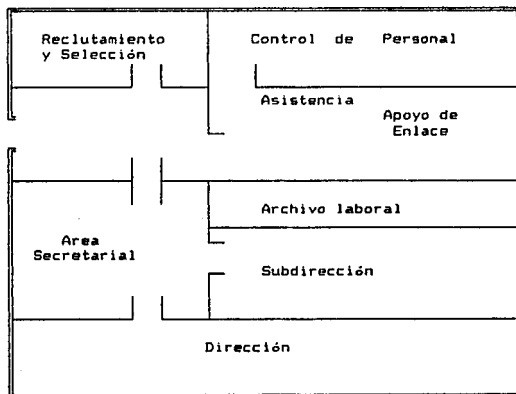 Reclutamiento
y Selección
Control de Personal
Asistencia
Apoyo de
Enlace
Archivo laboral
Area
Secretarial
Subdirección
Dirección